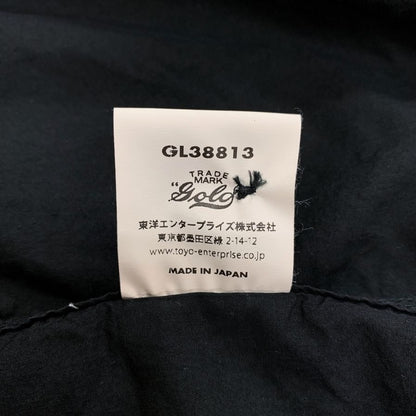 GL38813
TRADE
MARK
"Gold"
東洋エンタープライズ株式会社
東京都墨田区緑2-14-12
www.toyo-enterprise.co.jp
MADE IN JAPAN